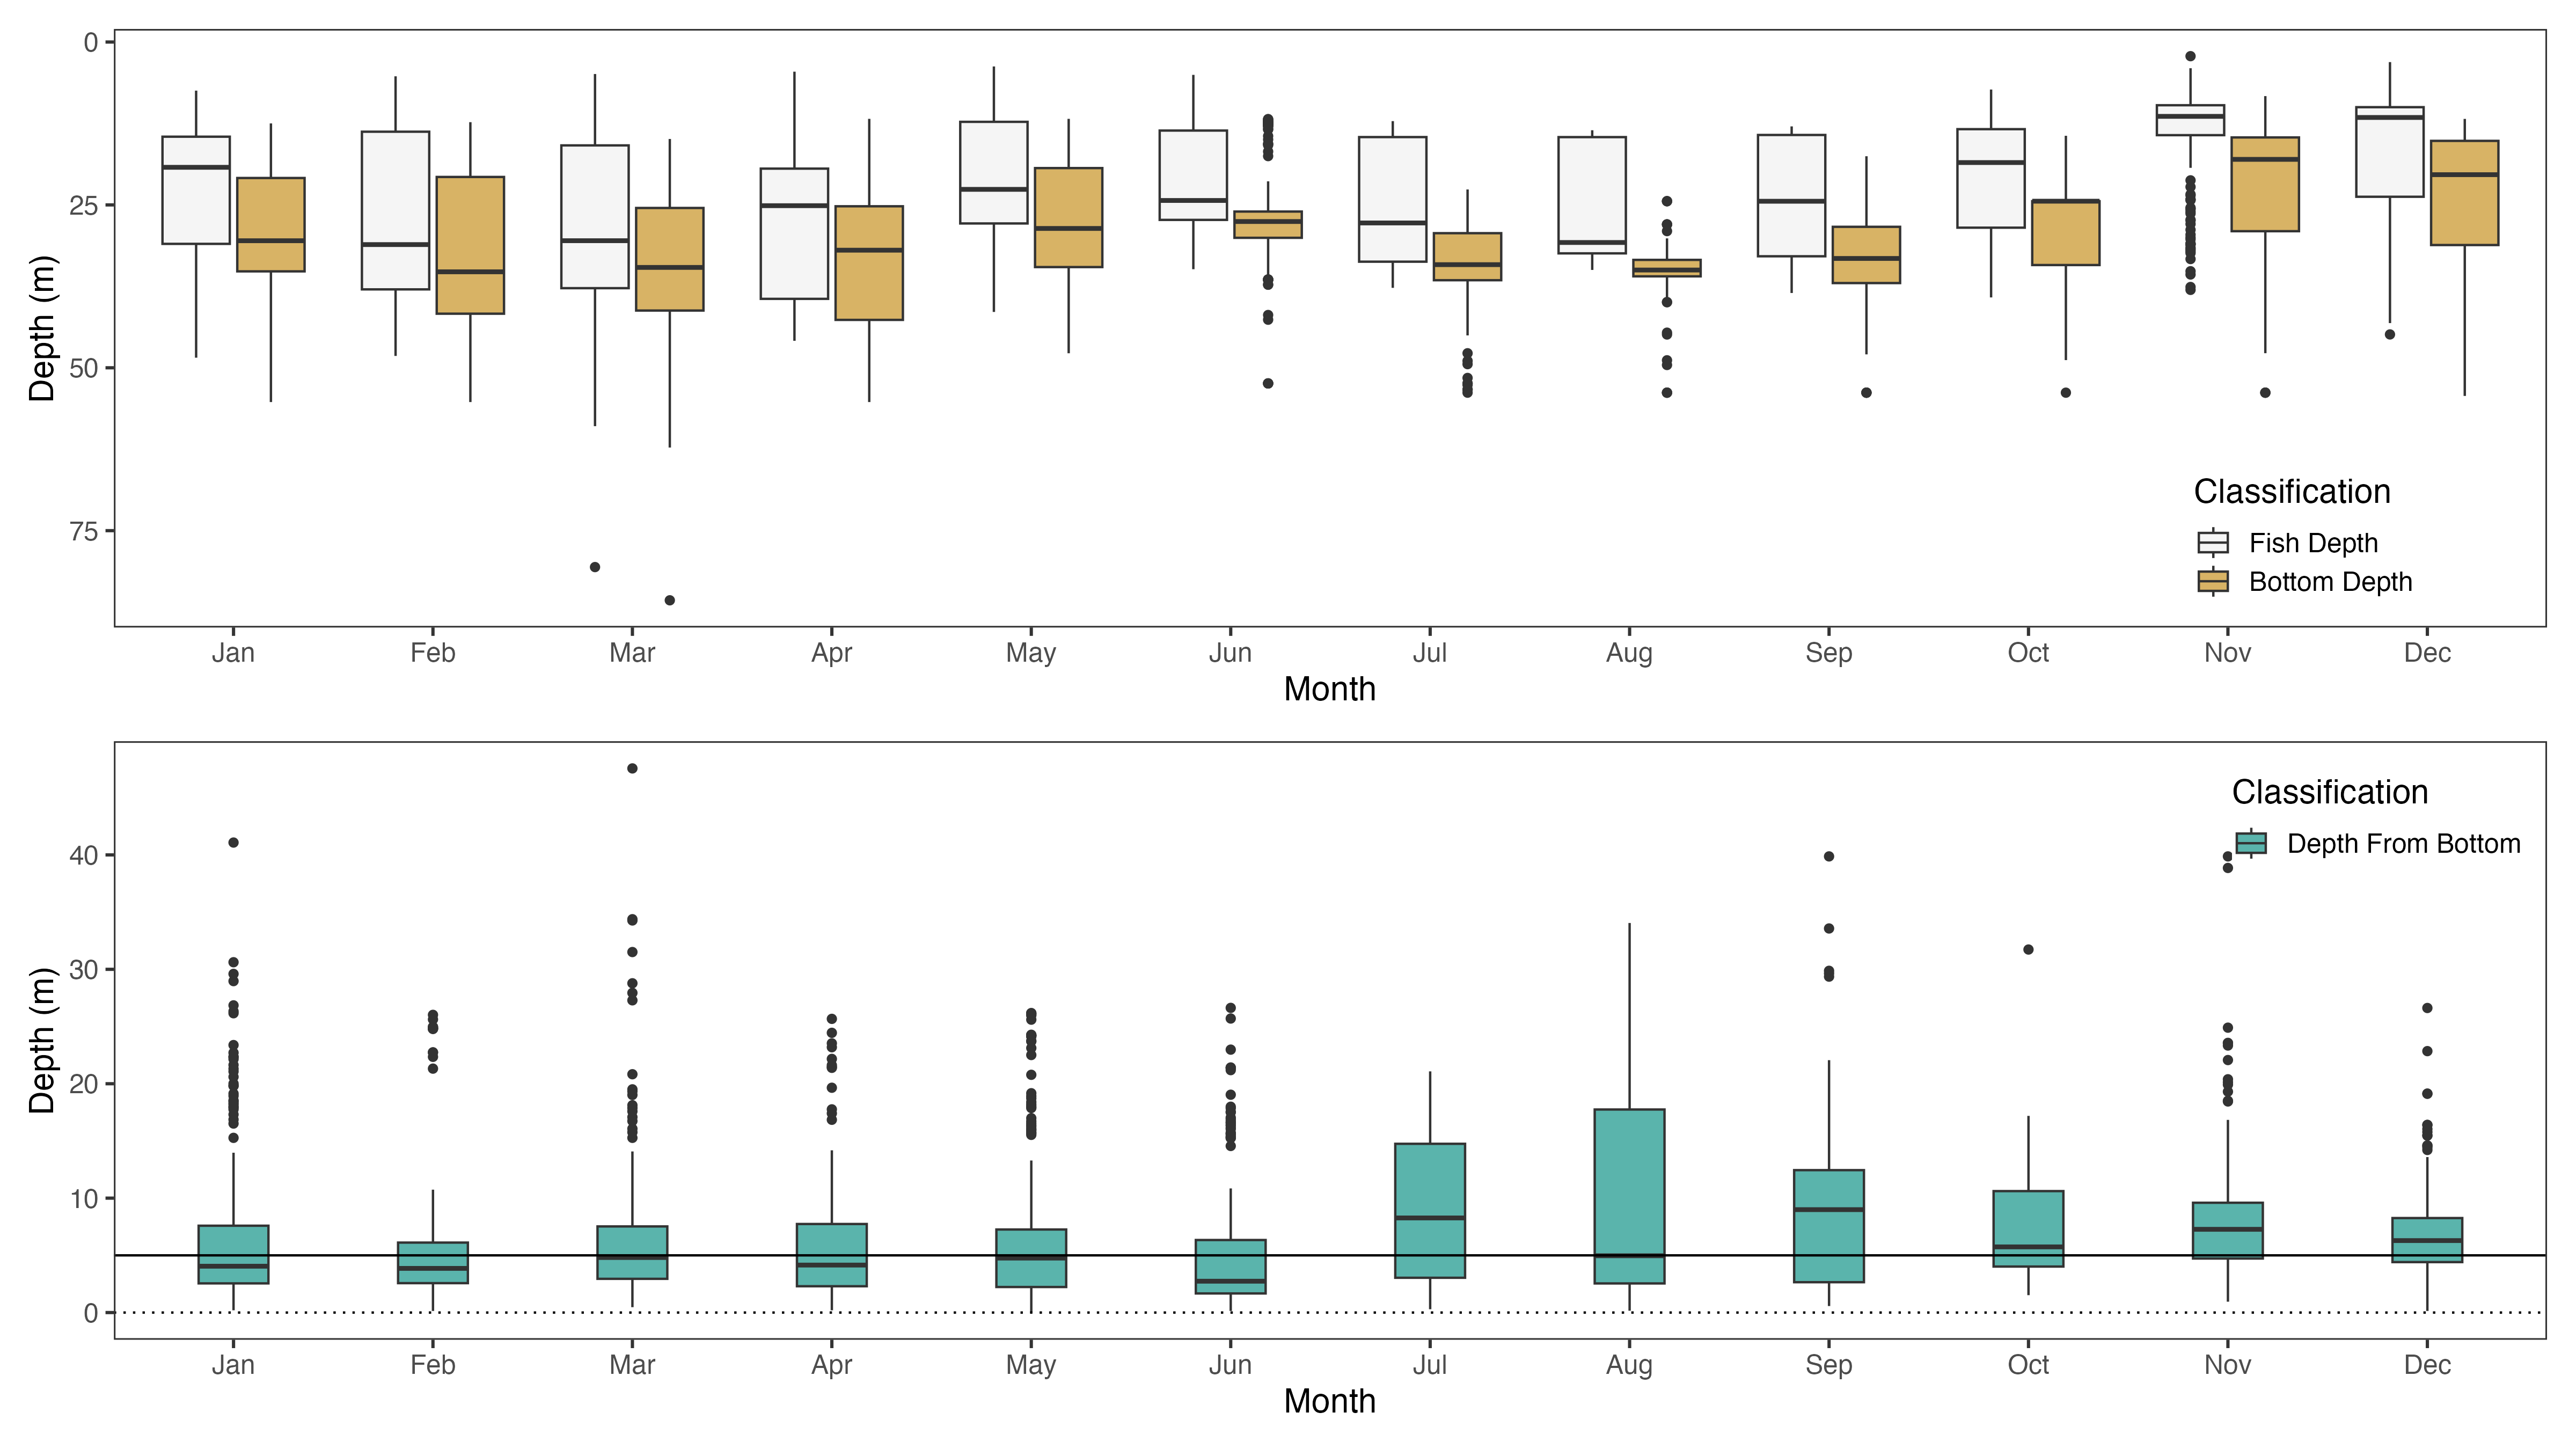 0
25
50
75
Depth (m)
Classification
Fish Depth
Bottom Depth
Jan Feb Mar Apr May Jun Jul Aug Sep Oct Nov Dec
Month
Classification
Depth From Bottom
40
30
20
10
0
Depth (m)
Jan Feb Mar Apr May Jun Jul Aug Sep Oct Nov Dec
Month